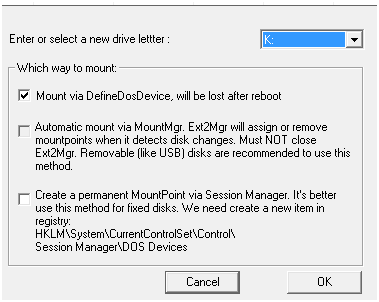 Enter or select a new drive lettter :
K:
Which way to mount:
Mount via DefineDosDevice, will be lost after reboot
Automatic mount via MountMgr. Ext2Mgr will assign or remove
mountpoints when it detects disk changes. Must NOT close
Ext2Mgr. Removable (like USB) disks are recommended to use this
method.
Create a permanent MountPoint via Session Manager. It's better
use this method for fixed disks. We need create a new item in
registry:
HKLM\System\CurrentControlSet\Control\
Session Manager\DOS Devices
Cancel
OK